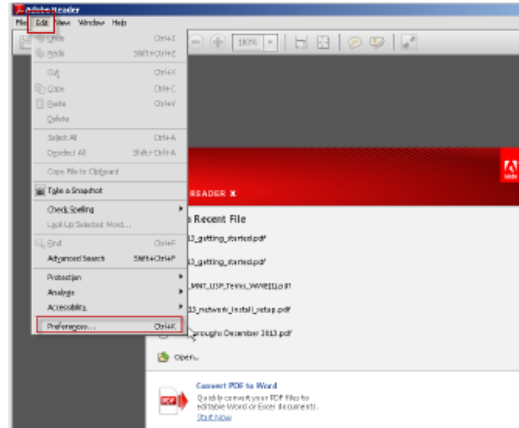 Adobe Reader
File Edit View Window Help
Undo Ctrl+Z
Redo Shift+Ctrl+Z
100%
Cut Ctrl+X
Copy Ctrl+C
Paste Ctrl+V
Delete
Select All Ctrl+A
Deselect All Shift+Ctrl+A
Copy File to Clipboard
Take a Snapshot
READER X
Check Spelling
Look Up Selected Word...
Recent File
Find Ctrl+F
_getting_started.pdf
Advanced Search Shift+Ctrl+F
_getting_started.pdf
Protection
Analysis
Accessibility
13_network_install_setup.pdf
Preferences... Ctrl+K
December 2013.pdf
Open...
Convert PDF to Word
Quickly convert your PDF files to
editable Word or Excel documents.
Start Now